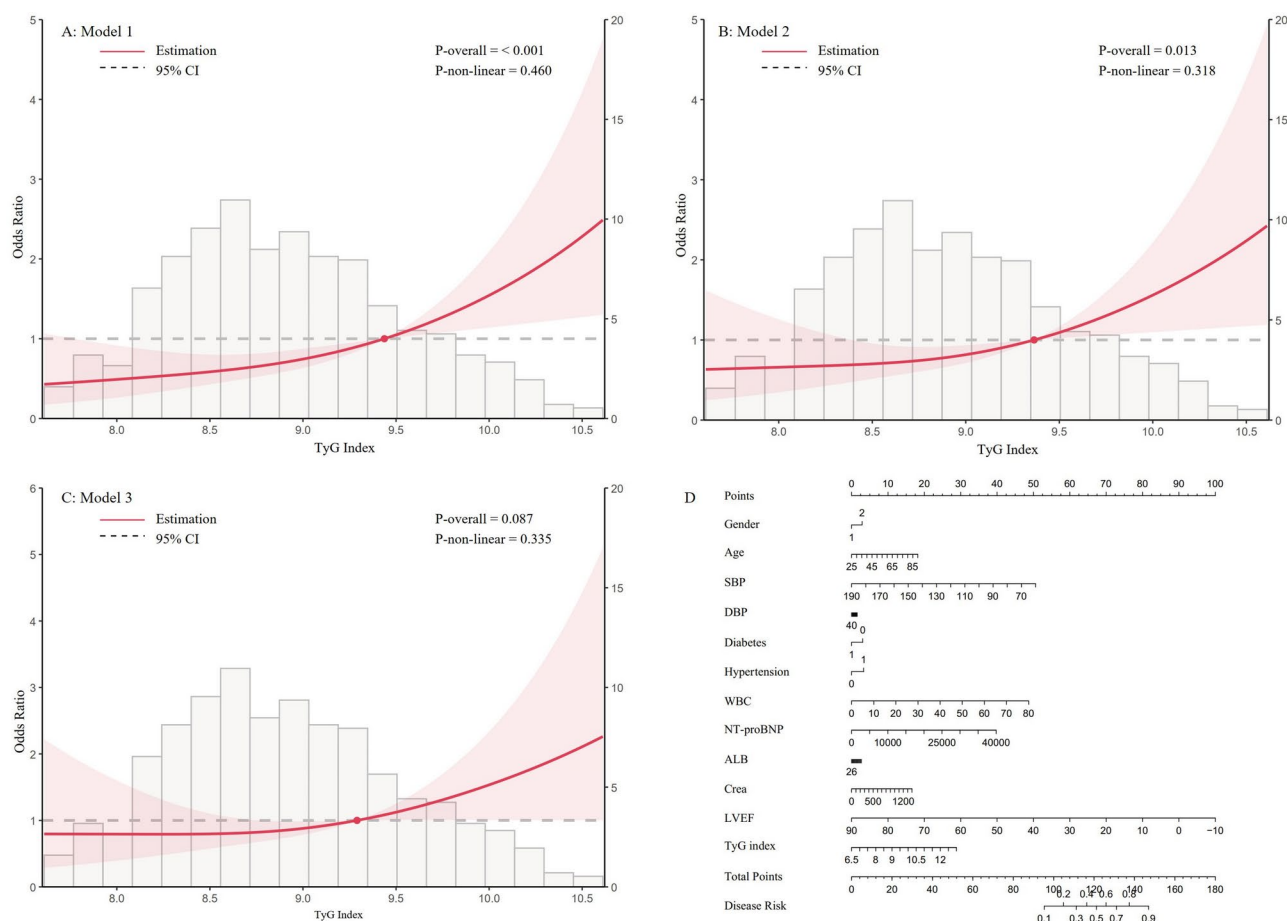 A: Model 1
Estimation
95% CI
P-overall = < 0.001
P-non-linear = 0.460
5
4
3
2
1
0
20
15
10
5
0
Odds Ratio
8.0 8.5 9.0 9.5 10.0 10.5
TyG Index
B: Model 2
Estimation
95% CI
P-overall = 0.013
P-non-linear = 0.318
5
4
3
2
1
0
20
15
10
5
0
Odds Ratio
8.0 8.5 9.0 9.5 10.0 10.5
TyG Index
C: Model 3
Estimation
95% CI
P-overall = 0.087
P-non-linear = 0.335
6
5
4
3
2
1
0
20
15
10
5
0
Odds Ratio
8.0 8.5 9.0 9.5 10.0 10.5
TyG Index
D
Points 0 10 20 30 40 50 60 70 80 90 100
Gender 1 2
Age 25 45 65 85
SBP 190 170 150 130 110 90 70
DBP 40
Diabetes 1 0
Hypertension 0 1
WBC 0 10 20 30 40 50 60 70 80
NT-proBNP 0 10000 25000 40000
ALB 26
Crea 0 500 1200
LVEF 90 80 70 60 50 40 30 20 10 0 −10
TyG index 6.5 8 9 10.5 12
Total Points 0 20 40 60 80 100 120 140 160 180
Disease Risk 0.1 0.2 0.3 0.4 0.5 0.6 0.7 0.8 0.9